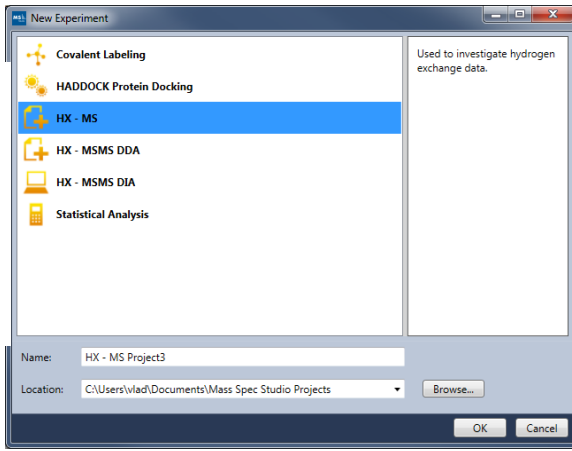 New Experiment
Covalent Labeling
HADDOCK Protein Docking
HX - MS
HX - MSMS DDA
HX - MSMS DIA
Statistical Analysis
Used to investigate hydrogen
exchange data.
Name: HX - MS Project3
Location: C:\Users\vlad\Documents\Mass Spec Studio Projects Browse...
OK Cancel